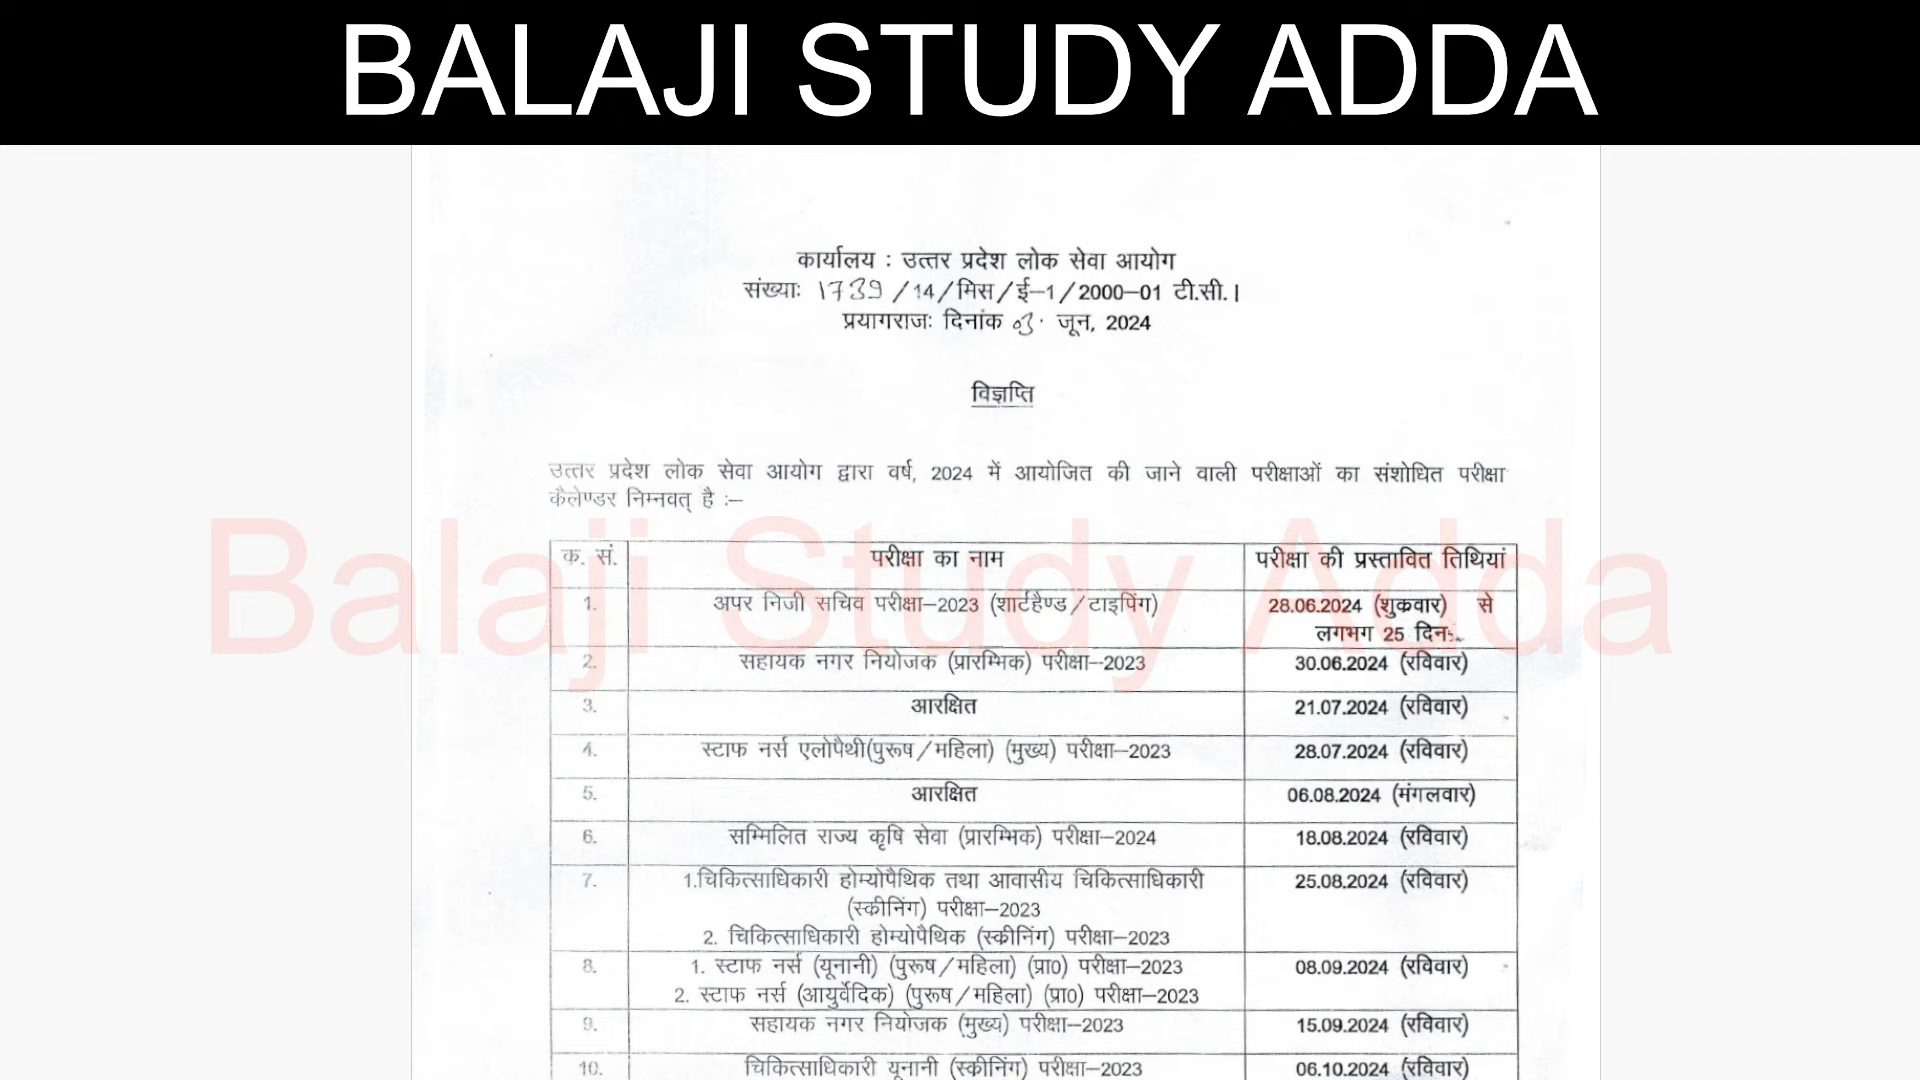 BALAJI STUDY ADDA
कार्यालय : उत्तर प्रदेश लोक सेवा आयोग
संख्याः 1739 /14/मिस/ई–1/2000–01 टी.सी.।
प्रयागराजः दिनांक 03. जून, 2024
विज्ञप्ति
उत्तर प्रदेश लोक सेवा आयोग द्वारा वर्ष, 2024 में आयोजित की जाने वाली परीक्षाओं का संशोधित परीक्षा
कैलेण्डर निम्नवत् है :–
Balaji Study Adda
क. सं. परीक्षा का नाम परीक्षा की प्रस्तावित तिथियां
1. अपर निजी सचिव परीक्षा–2023 (शार्टहैण्ड/टाइपिंग) 28.06.2024 (शुक्रवार) से
लगभग 25 दिन
2. सहायक नगर नियोजक (प्रारम्भिक) परीक्षा–2023 30.06.2024 (रविवार)
3. आरक्षित 21.07.2024 (रविवार)
4. स्टाफ नर्स एलोपैथी(पुरूष/महिला) (मुख्य) परीक्षा–2023 28.07.2024 (रविवार)
5. आरक्षित 06.08.2024 (मंगलवार)
6. सम्मिलित राज्य कृषि सेवा (प्रारम्भिक) परीक्षा–2024 18.08.2024 (रविवार)
7. 1.चिकित्साधिकारी होम्योपैथिक तथा आवासीय चिकित्साधिकारी 25.08.2024 (रविवार)
(स्क्रीनिंग) परीक्षा–2023
2. चिकित्साधिकारी होम्योपैथिक (स्क्रीनिंग) परीक्षा–2023
8. 1. स्टाफ नर्स (यूनानी) (पुरूष/महिला) (प्रा0) परीक्षा–2023 08.09.2024 (रविवार)
2. स्टाफ नर्स (आयुर्वेदिक) (पुरूष/महिला) (प्रा0) परीक्षा–2023
9. सहायक नगर नियोजक (मुख्य) परीक्षा–2023 15.09.2024 (रविवार)
10. चिकित्साधिकारी यूनानी (स्क्रीनिंग) परीक्षा–2023 06.10.2024 (रविवार)